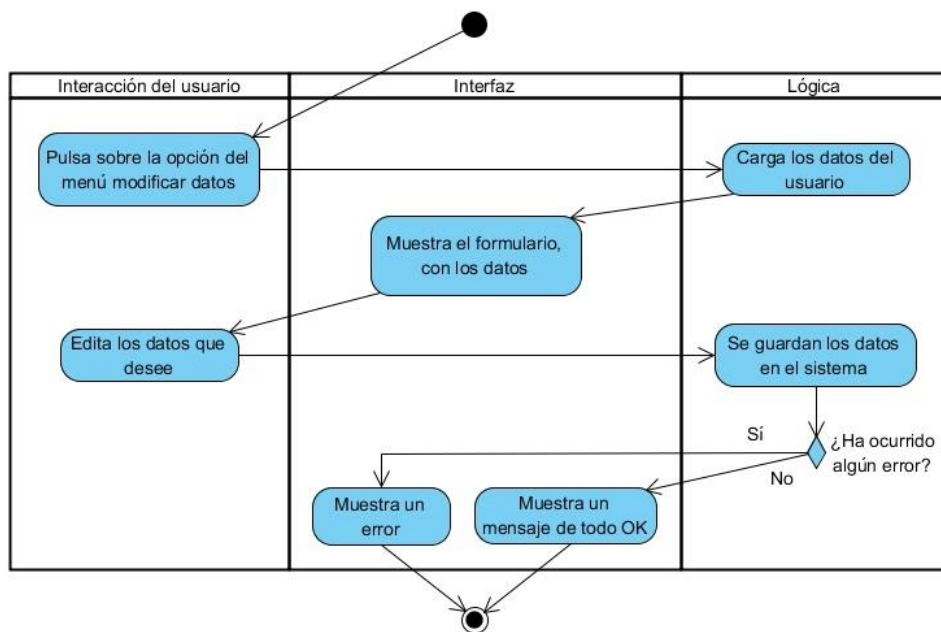 Interacción del usuario
Interfaz
Lógica
Pulsa sobre la opción del
menú modificar datos
Carga los datos del
usuario
Muestra el formulario,
con los datos
Edita los datos que
desee
Se guardan los datos
en el sistema
¿Ha ocurrido
algún error?
Sí
No
Muestra un
error
Muestra un
mensaje de todo OK